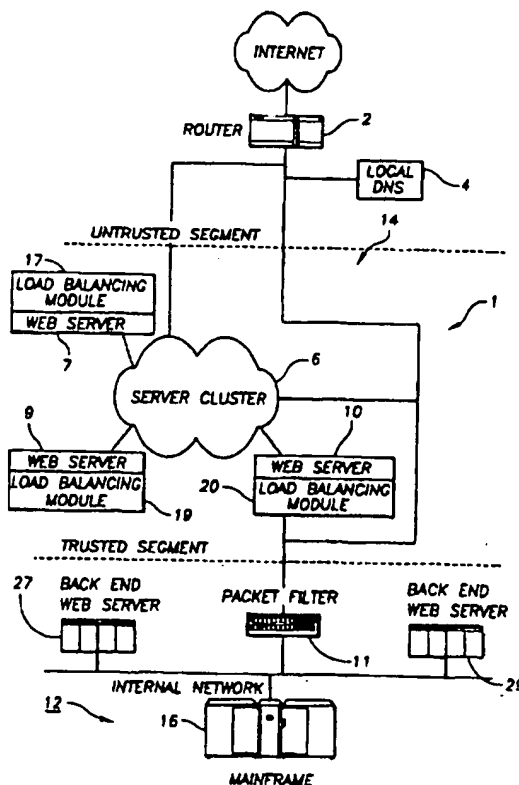 INTERNET
ROUTER
2
LOCAL
DNS
4
UNTRUSTED SEGMENT
14
17
LOAD BALANCING
MODULE
WEB SERVER
7
1
6
SERVER CLUSTER
9
WEB SERVER
LOAD BALANCING
MODULE
19
10
WEB SERVER
20
LOAD BALANCING
MODULE
TRUSTED SEGMENT
27
BACK END
WEB SERVER
PACKET FILTER
11
BACK END
WEB SERVER
29
INTERNAL NETWORK
12
16
MAINFRAME